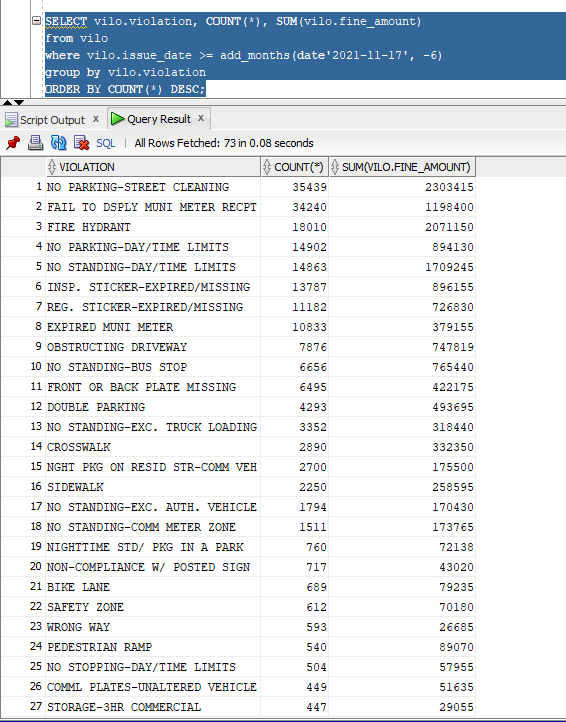 SELECT vilo.violation, COUNT(*), SUM(vilo.fine_amount)
from vilo
where vilo.issue_date >= add_months(date'2021-11-17', -6)
group by vilo.violation
ORDER BY COUNT(*) DESC;
Script Output x Query Result x
SQL | All Rows Fetched: 73 in 0.08 seconds
VIOLATION COUNT(*) SUM(VILO.FINE_AMOUNT)
1 NO PARKING-STREET CLEANING 35439 2303415
2 FAIL TO DSPLY MUNI METER RECPT 34240 1198400
3 FIRE HYDRANT 18010 2071150
4 NO PARKING-DAY/TIME LIMITS 14902 894130
5 NO STANDING-DAY/TIME LIMITS 14863 1709245
6 INSP. STICKER-EXPIRED/MISSING 13787 896155
7 REG. STICKER-EXPIRED/MISSING 11182 726830
8 EXPIRED MUNI METER 10833 379155
9 OBSTRUCTING DRIVEWAY 7876 747819
10 NO STANDING-BUS STOP 6656 765440
11 FRONT OR BACK PLATE MISSING 6495 422175
12 DOUBLE PARKING 4293 493695
13 NO STANDING-EXC. TRUCK LOADING 3352 318440
14 CROSSWALK 2890 332350
15 NGHT PKG ON RESID STR-COMM VEH 2700 175500
16 SIDEWALK 2250 258595
17 NO STANDING-EXC. AUTH. VEHICLE 1794 170430
18 NO STANDING-COMM METER ZONE 1511 173765
19 NIGHTTIME STD/ PKG IN A PARK 760 72138
20 NON-COMPLIANCE W/ POSTED SIGN 717 43020
21 BIKE LANE 689 79235
22 SAFETY ZONE 612 70180
23 WRONG WAY 593 26685
24 PEDESTRIAN RAMP 540 89070
25 NO STOPPING-DAY/TIME LIMITS 504 57955
26 COMML PLATES-UNALTERED VEHICLE 449 51635
27 STORAGE-3HR COMMERCIAL 447 29055